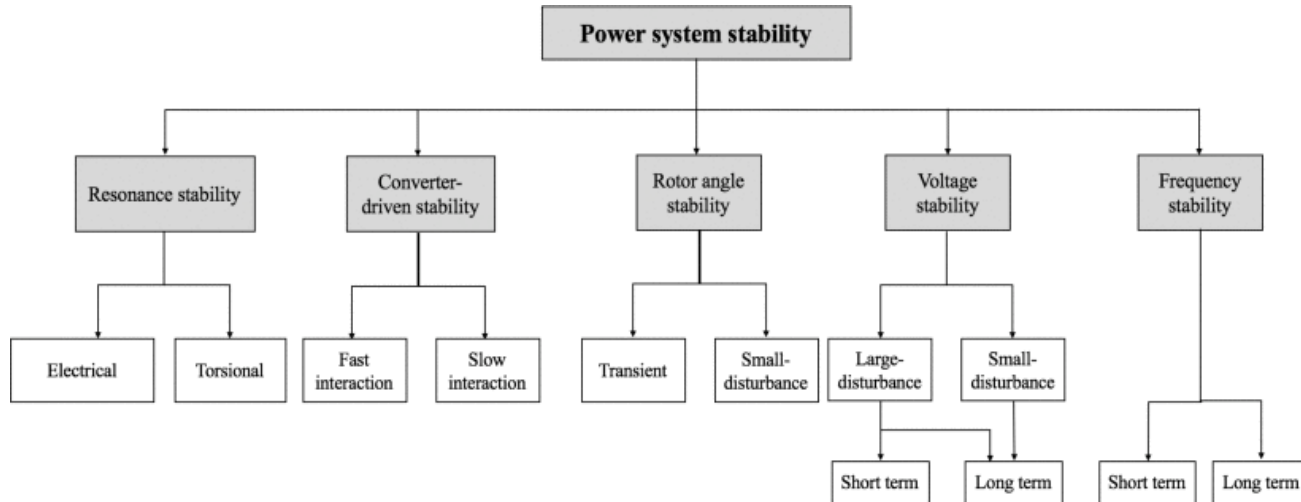 Power system stability
Resonance stability
Converter-
driven stability
Rotor angle
stability
Voltage
stability
Frequency
stability
Electrical
Torsional
Fast
interaction
Slow
interaction
Transient
Small-
disturbance
Large-
disturbance
Small-
disturbance
Short term
Long term
Short term
Long term